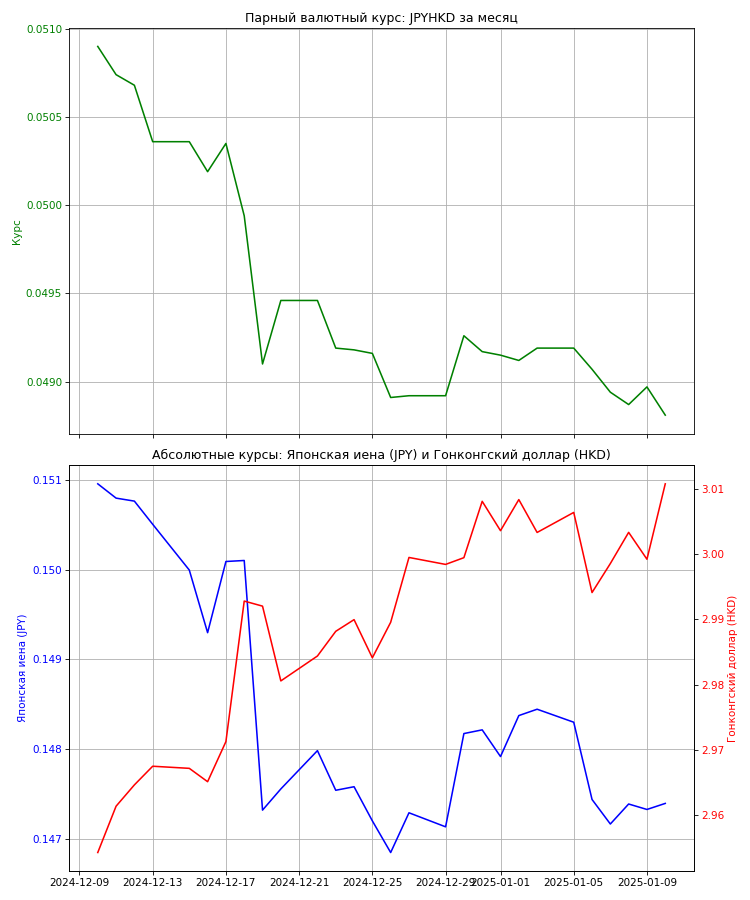 Парный валютный курс: JPYHKD за месяц
0.0510
0.0505
0.0500
0.0495
0.0490
Курс
Абсолютные курсы: Японская иена (JPY) и Гонконгский доллар (HKD)
0.151
0.150
0.149
0.148
0.147
Японская иена (JPY)
3.01
3.00
2.99
2.98
2.97
2.96
Гонконгский доллар (HKD)
2024-12-09 2024-12-13 2024-12-17 2024-12-21 2024-12-25 2024-12-29 2025-01-01 2025-01-05 2025-01-09